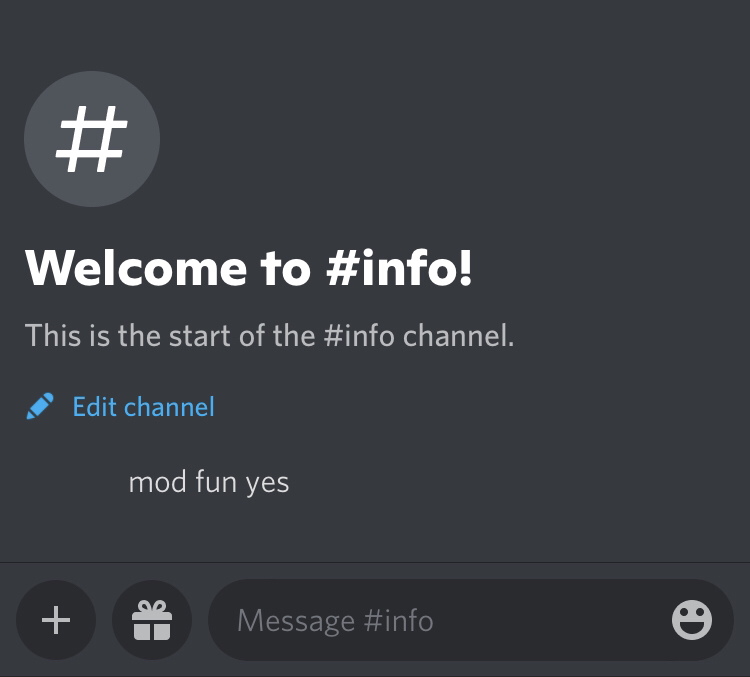 #
Welcome to #info!
This is the start of the #info channel.
Edit channel
mod fun yes
Message #info